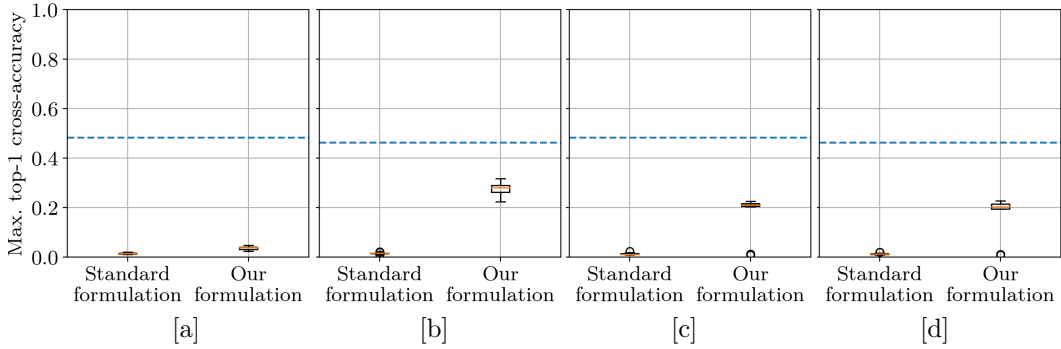 Max. top-1 cross-accuracy
1.0
0.8
0.6
0.4
0.2
0.0
Standard
formulation
Our
formulation
Standard
formulation
Our
formulation
Standard
formulation
Our
formulation
Standard
formulation
Our
formulation
[a]
[b]
[c]
[d]